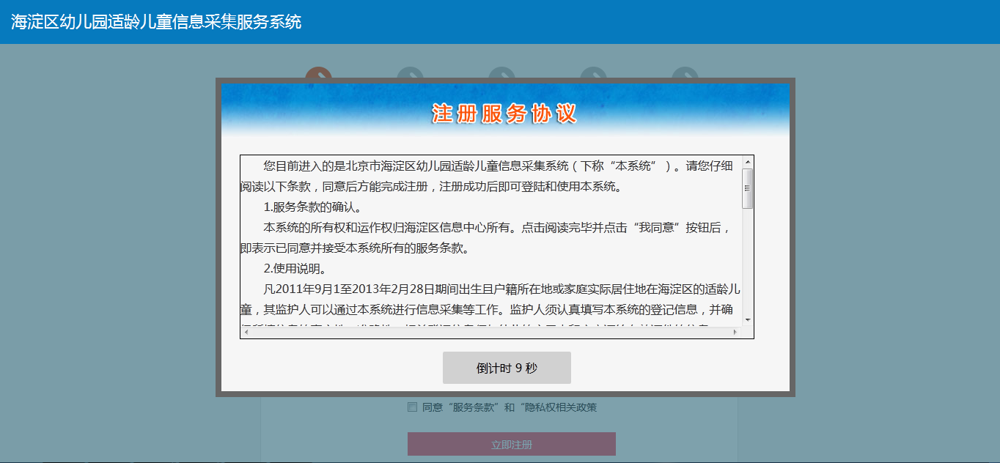 海淀区幼儿园适龄儿童信息采集服务系统
注册服务协议
您目前进入的是北京市海淀区幼儿园适龄儿童信息采集系统（下称“本系统”）。请您仔细
阅读以下条款，同意后方能完成注册，注册成功后即可登陆和使用本系统。
1.服务条款的确认。
本系统的所有权和运作权归海淀区信息中心所有。点击阅读完毕并点击“我同意”按钮后，
即表示已同意并接受本系统所有的服务条款。
2.使用说明。
凡2011年9月1至2013年2月28日期间出生且户籍所在地或家庭实际居住地在海淀区的适龄儿
童，其监护人可以通过本系统进行信息采集等工作。监护人须认真填写本系统的登记信息，并确
倒计时 9 秒
同意“服务条款”和“隐私权相关政策
立即注册